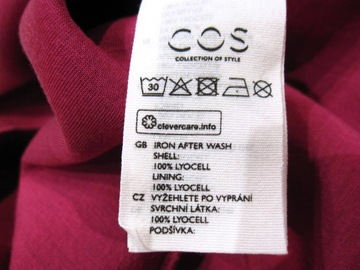 COS
COLLECTION OF STYLE
30
clevercare.info
GB IRON AFTER WASH
SHELL:
100% LYOCELL
LINING:
100% LYOCELL
CZ VYŽEHLETE PO VYPRÁNÍ
SVRCHNÍ LÁTKA:
100% LYOCELL
PODŠÍVKA: